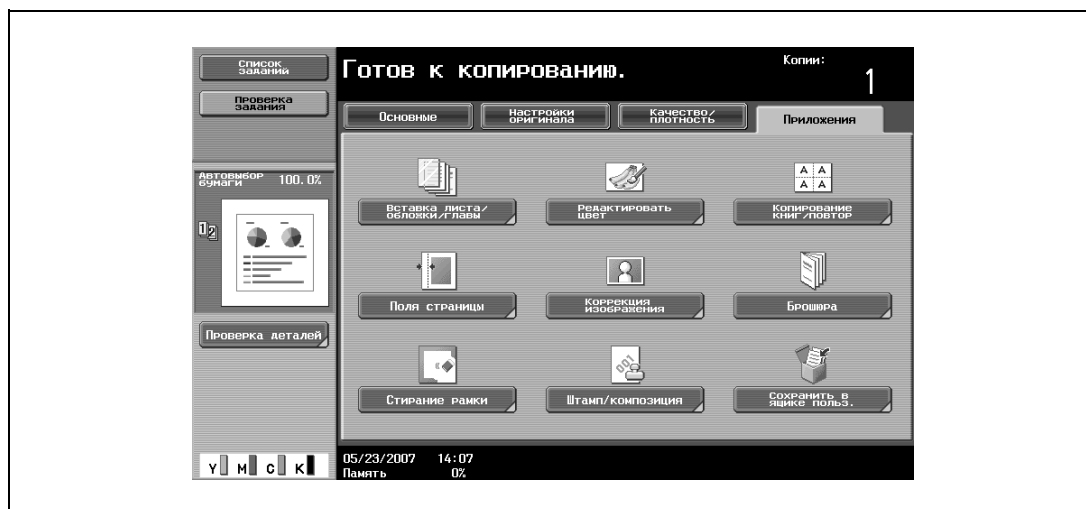 Список
заданий
Готов к копированию.
Копии:
1
Проверка
задания
Основные
Настройки
оригинала
Качество/
плотность
Приложения
Автовыбор
бумаги
100.0%
12
Вставка листа/
обложки/главы
Редактировать
цвет
Копирование
книг/повтор
A A
A A
Поля страницы
Коррекция
изображения
Брошюра
Проверка деталей
001
Стирание рамки
Штамп/композиция
Сохранить в
ящике польз.
Y M C K
05/23/2007 14:07
Память 0%